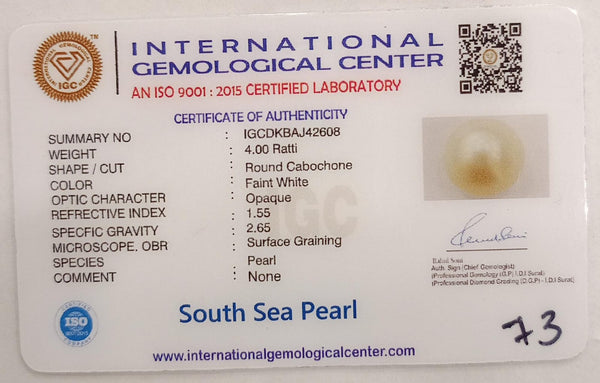 INTERNATIONAL
GEMOLOGICAL CENTER
AN ISO 9001 : 2015 CERTIFIED LABORATORY
IGC
TM
CERTIFICATE OF AUTHENTICITY
SUMMARY NO : IGCDKBAJ42608
WEIGHT : 4.00 Ratti
SHAPE / CUT : Round Cabochone
COLOR : Faint White
OPTIC CHARACTER : Opaque
REFRECTIVE INDEX : 1.55
SPECFIC GRAVITY : 2.65
MICROSCOPE. OBR : Surface Graining
SPECIES : Pearl
COMMENT : None
IGC
Auth. Sign (Chief Gemologist)
(Professional Gemology (G.P) I.D.I Surat)
(Professional Diamond Grading (D.G.P) - I.D.I Surat)
ISO
South Sea Pearl
73
www.internationalgemologicalcenter.com